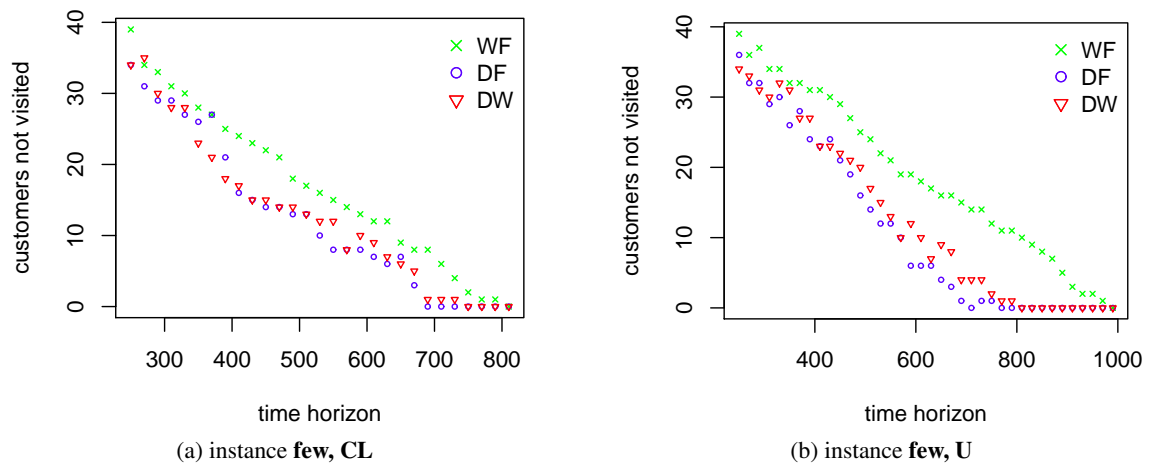 customers not visited
40
30
20
10
0
WF
DF
DW
300 400 500 600 700 800
time horizon
(a) instance few, CL
customers not visited
40
30
20
10
0
WF
DF
DW
400 600 800 1000
time horizon
(b) instance few, U